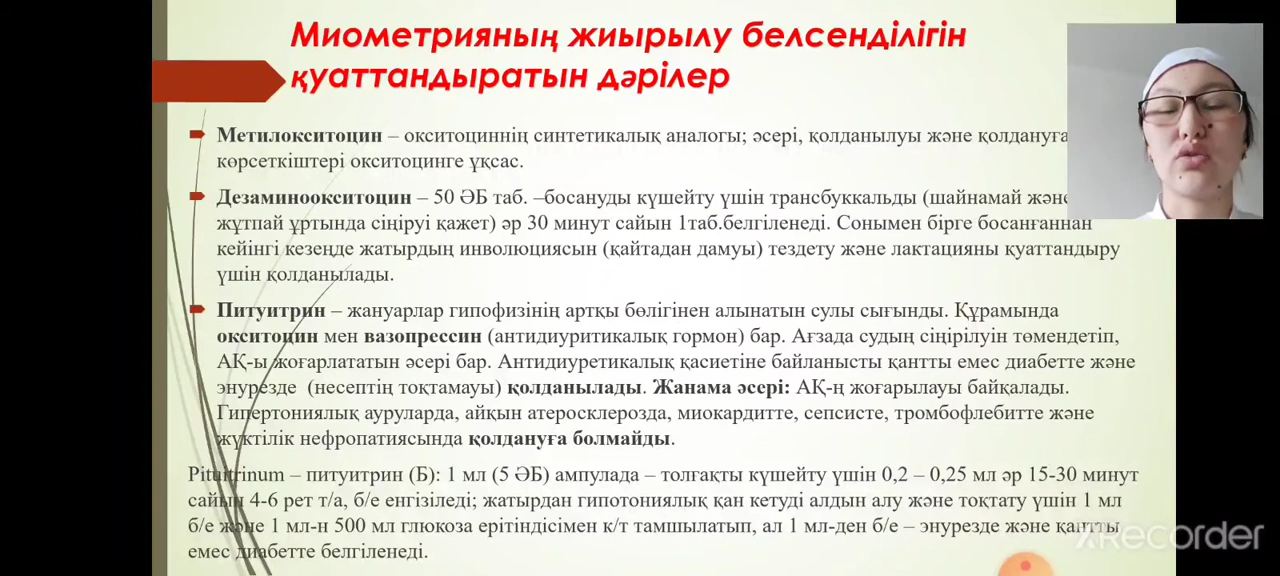 Миометрияның жиырылу белсенділігін
қуаттандыратын дәрілер
Метилокситоцин – окситоциннің синтетикалық аналогы; әсері, қолданылуы және қолдануға
көрсеткіштері окситоцинге ұқсас.
Дезаминоокситоцин – 50 ӘБ таб. –босануды күшейту үшін трансбуккальды (шайнамай және
жұтпай ұртында сіңіруі қажет) әр 30 минут сайын 1таб.белгіленеді. Сонымен бірге босанғаннан
кейінгі кезеңде жатырдың инволюциясын (қайтадан дамуы) тездету және лактацияны қуаттандыру
үшін қолданылады.
Питуитрин – жануарлар гипофизінің артқы бөлігінен алынатын сулы сығынды. Құрамында
окситоцин мен вазопрессин (антидиуритикалық гормон) бар. Ағзада судың сіңірілуін төмендетіп,
АҚ-ы жоғарлататын әсері бар. Антидиуретикалық қасиетіне байланысты қантты емес диабетте және
энурезде (несептің тоқтамауы) қолданылады. Жанама әсері: АҚ-ң жоғарылауы байқалады.
Гипертониялық ауруларда, айқын атеросклерозда, миокардитте, сепсисте, тромбофлебитте және
жүктілік нефропатиясында қолдануға болмайды.
Pituitrinum – питуитрин (Б): 1 мл (5 ӘБ) ампулада – толғақты күшейту үшін 0,2 – 0,25 мл әр 15-30 минут
сайын 4-6 рет т/а, б/е енгізіледі; жатырдан гипотониялық қан кетуді алдын алу және тоқтату үшін 1 мл
б/е және 1 мл-н 500 мл глюкоза ерітіндісімен к/т тамшылатып, ал 1 мл-ден б/е – энурезде және қантты
емес диабетте белгіленеді.
XRecorder